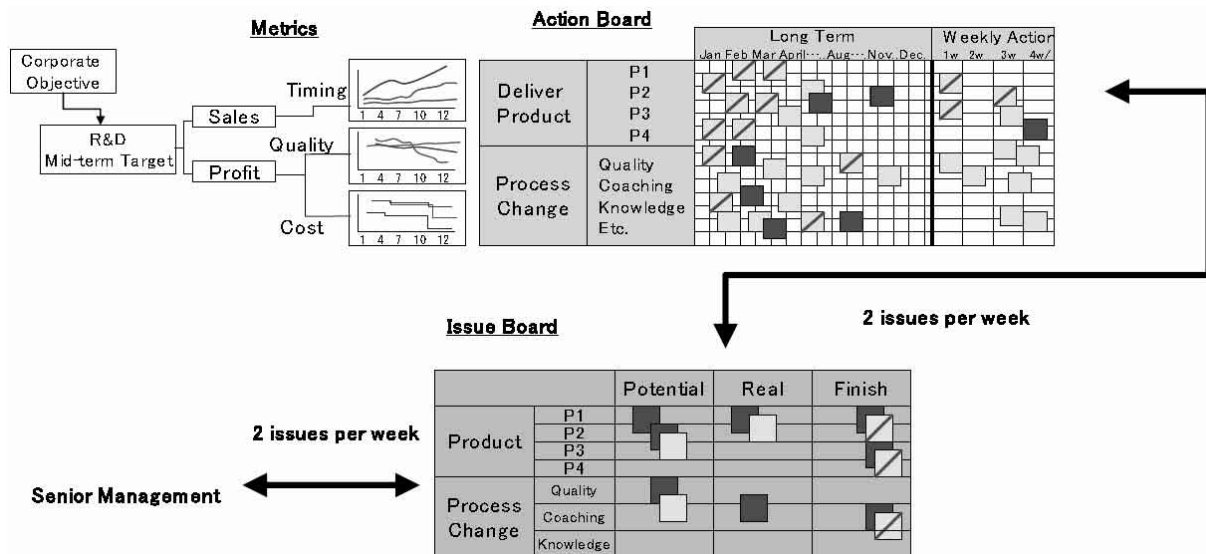 Metrics
Corporate
Objective
R&D
Mid-term Target
Sales
Profit
Timing
1 4 7 10 12
Quality
1 4 7 10 12
Cost
1 4 7 10 12
Action Board
Long Term
Weekly Action
Jan Feb Mar April··· Aug··· Nov. Dec.
1w 2w 3w 4w/
Deliver
Product
P1
P2
P3
P4
Process
Change
Quality
Coaching
Knowledge
Etc.
2 issues per week
Issue Board
Potential Real Finish
Product
P1
P2
P3
P4
Process
Change
Quality
Coaching
Knowledge
2 issues per week
Senior Management